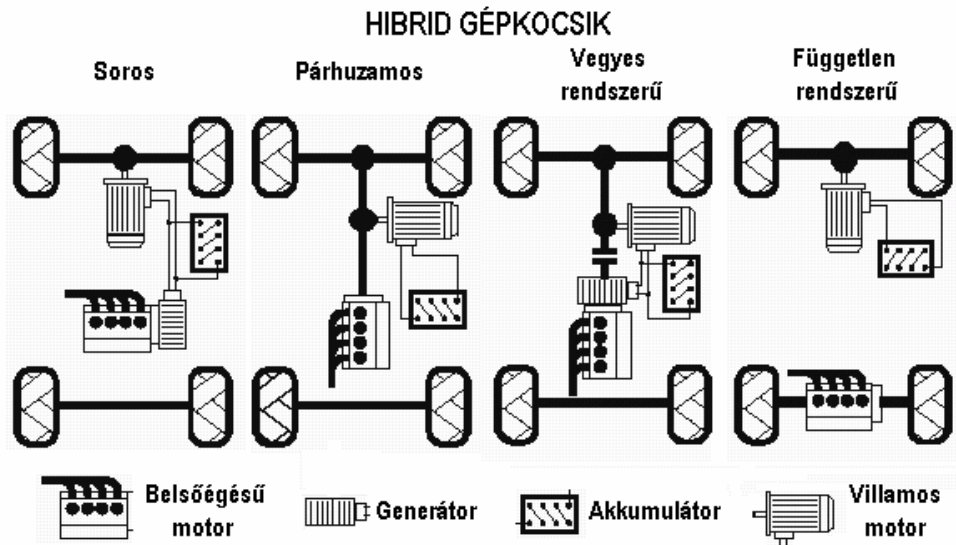 HIBRID GÉPKOCSIK
Soros
Párhuzamos
Vegyes
rendszerű
Független
rendszerű
Belsőégésű
motor
Generátor
Akkumulátor
Villamos
motor